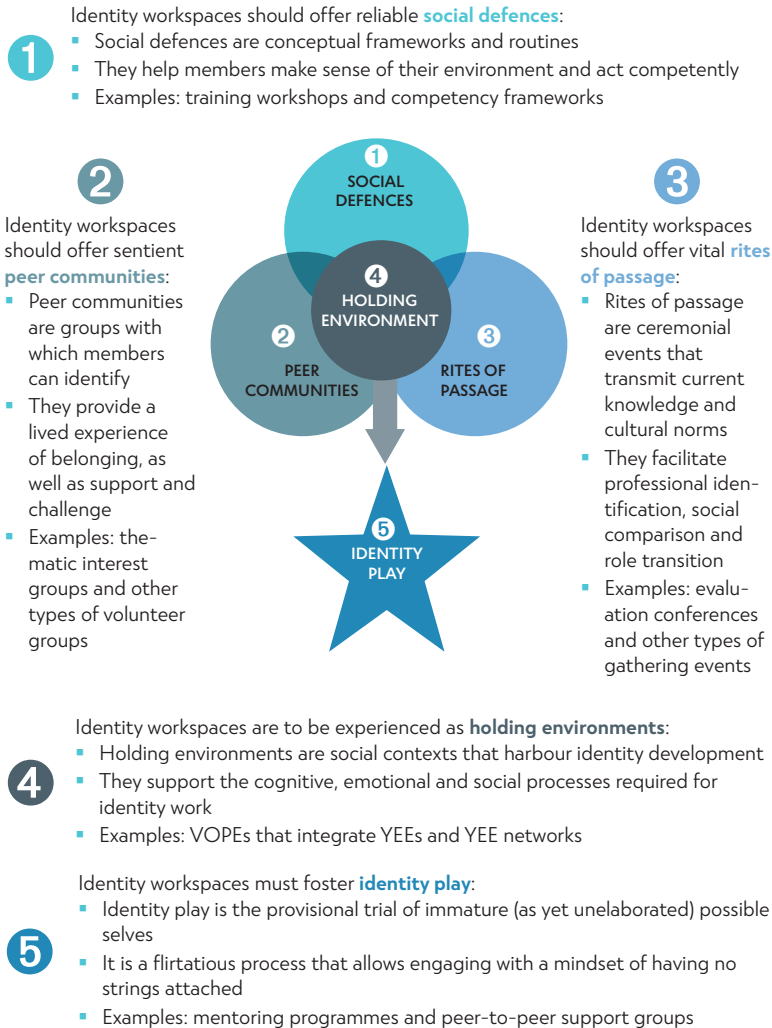 Identity workspaces should offer reliable social defences:
1
▪ Social defences are conceptual frameworks and routines
▪ They help members make sense of their environment and act competently
▪ Examples: training workshops and competency frameworks
2
Identity workspaces
should offer sentient
peer communities:
▪ Peer communities
are groups with
which members
can identify
▪ They provide a
lived experience
of belonging, as
well as support and
challenge
▪ Examples: the-
matic interest
groups and other
types of volunteer
groups
1
SOCIAL
DEFENCES
4
HOLDING
ENVIRONMENT
2
PEER
COMMUNITIES
3
RITES OF
PASSAGE
5
IDENTITY
PLAY
3
Identity workspaces
should offer vital rites
of passage:
▪ Rites of passage
are ceremonial
events that
transmit current
knowledge and
cultural norms
▪ They facilitate
professional iden-
tification, social
comparison and
role transition
▪ Examples: evalu-
ation conferences
and other types of
gathering events
4
Identity workspaces are to be experienced as holding environments:
▪ Holding environments are social contexts that harbour identity development
▪ They support the cognitive, emotional and social processes required for
identity work
▪ Examples: VOPEs that integrate YEEs and YEE networks
5
Identity workspaces must foster identity play:
▪ Identity play is the provisional trial of immature (as yet unelaborated) possible
selves
▪ It is a flirtatious process that allows engaging with a mindset of having no
strings attached
▪ Examples: mentoring programmes and peer-to-peer support groups